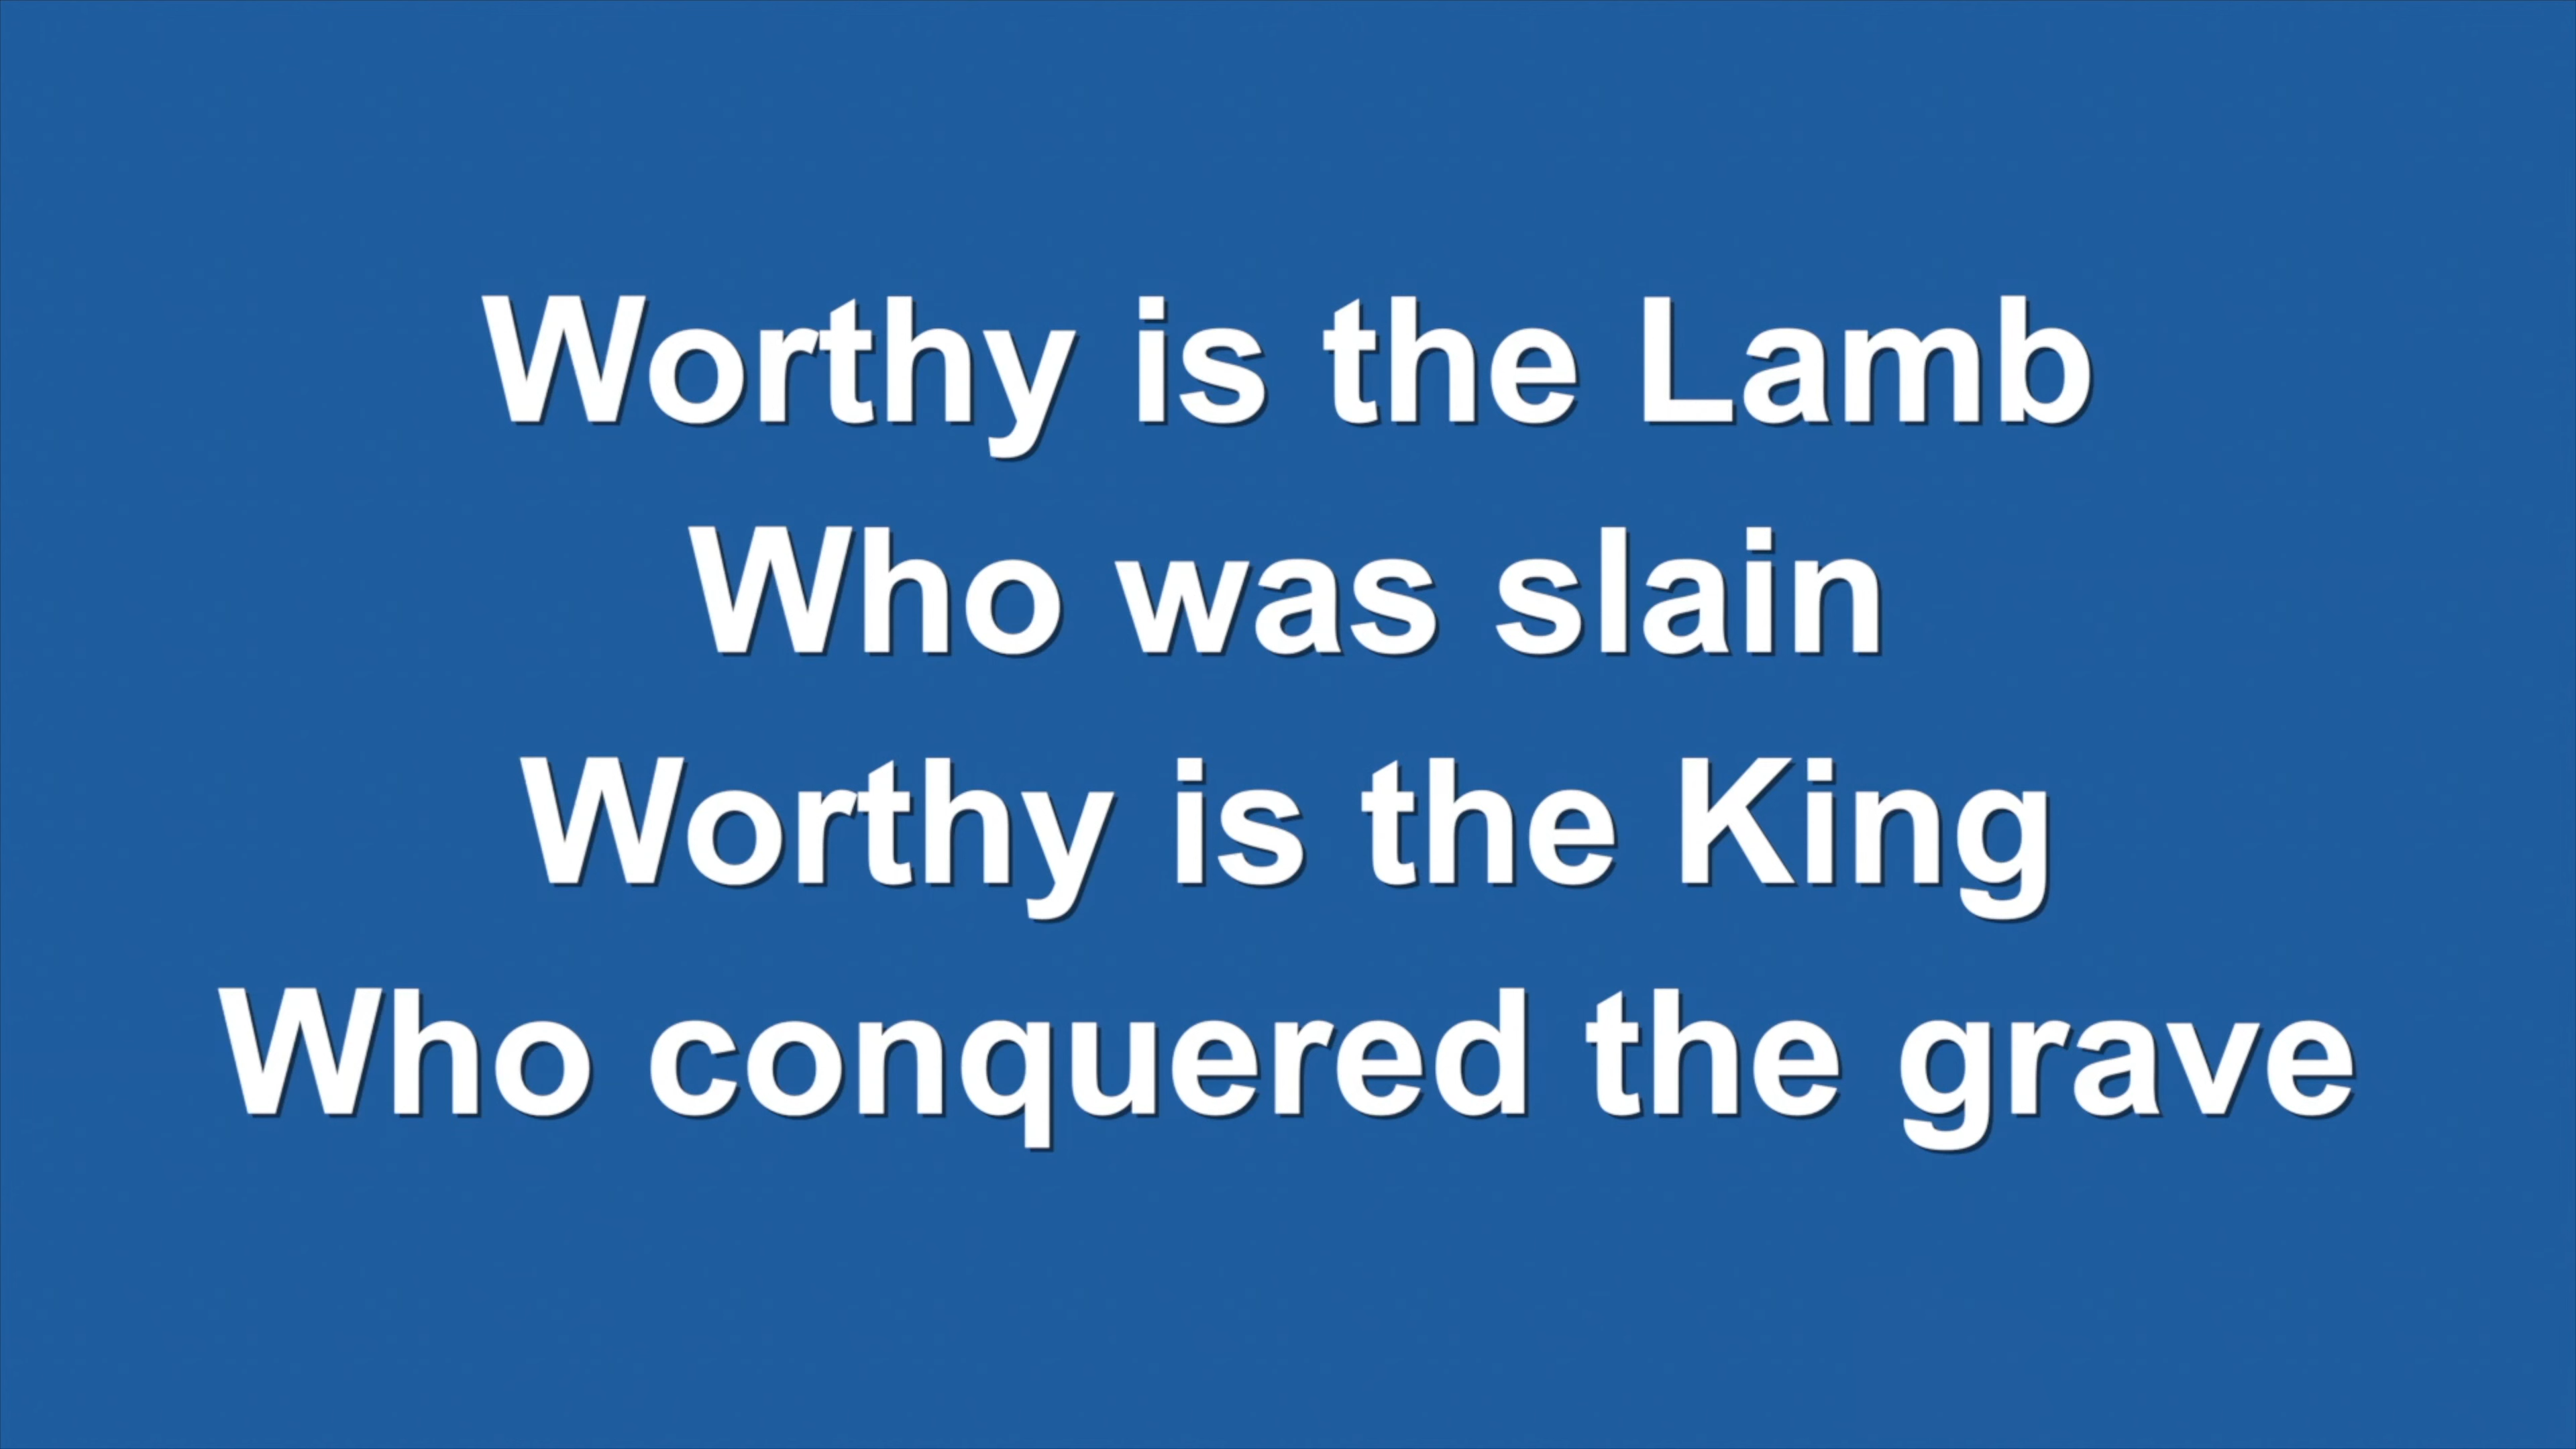 Worthy is the Lamb
Who was slain
Worthy is the King
Who conquered the grave